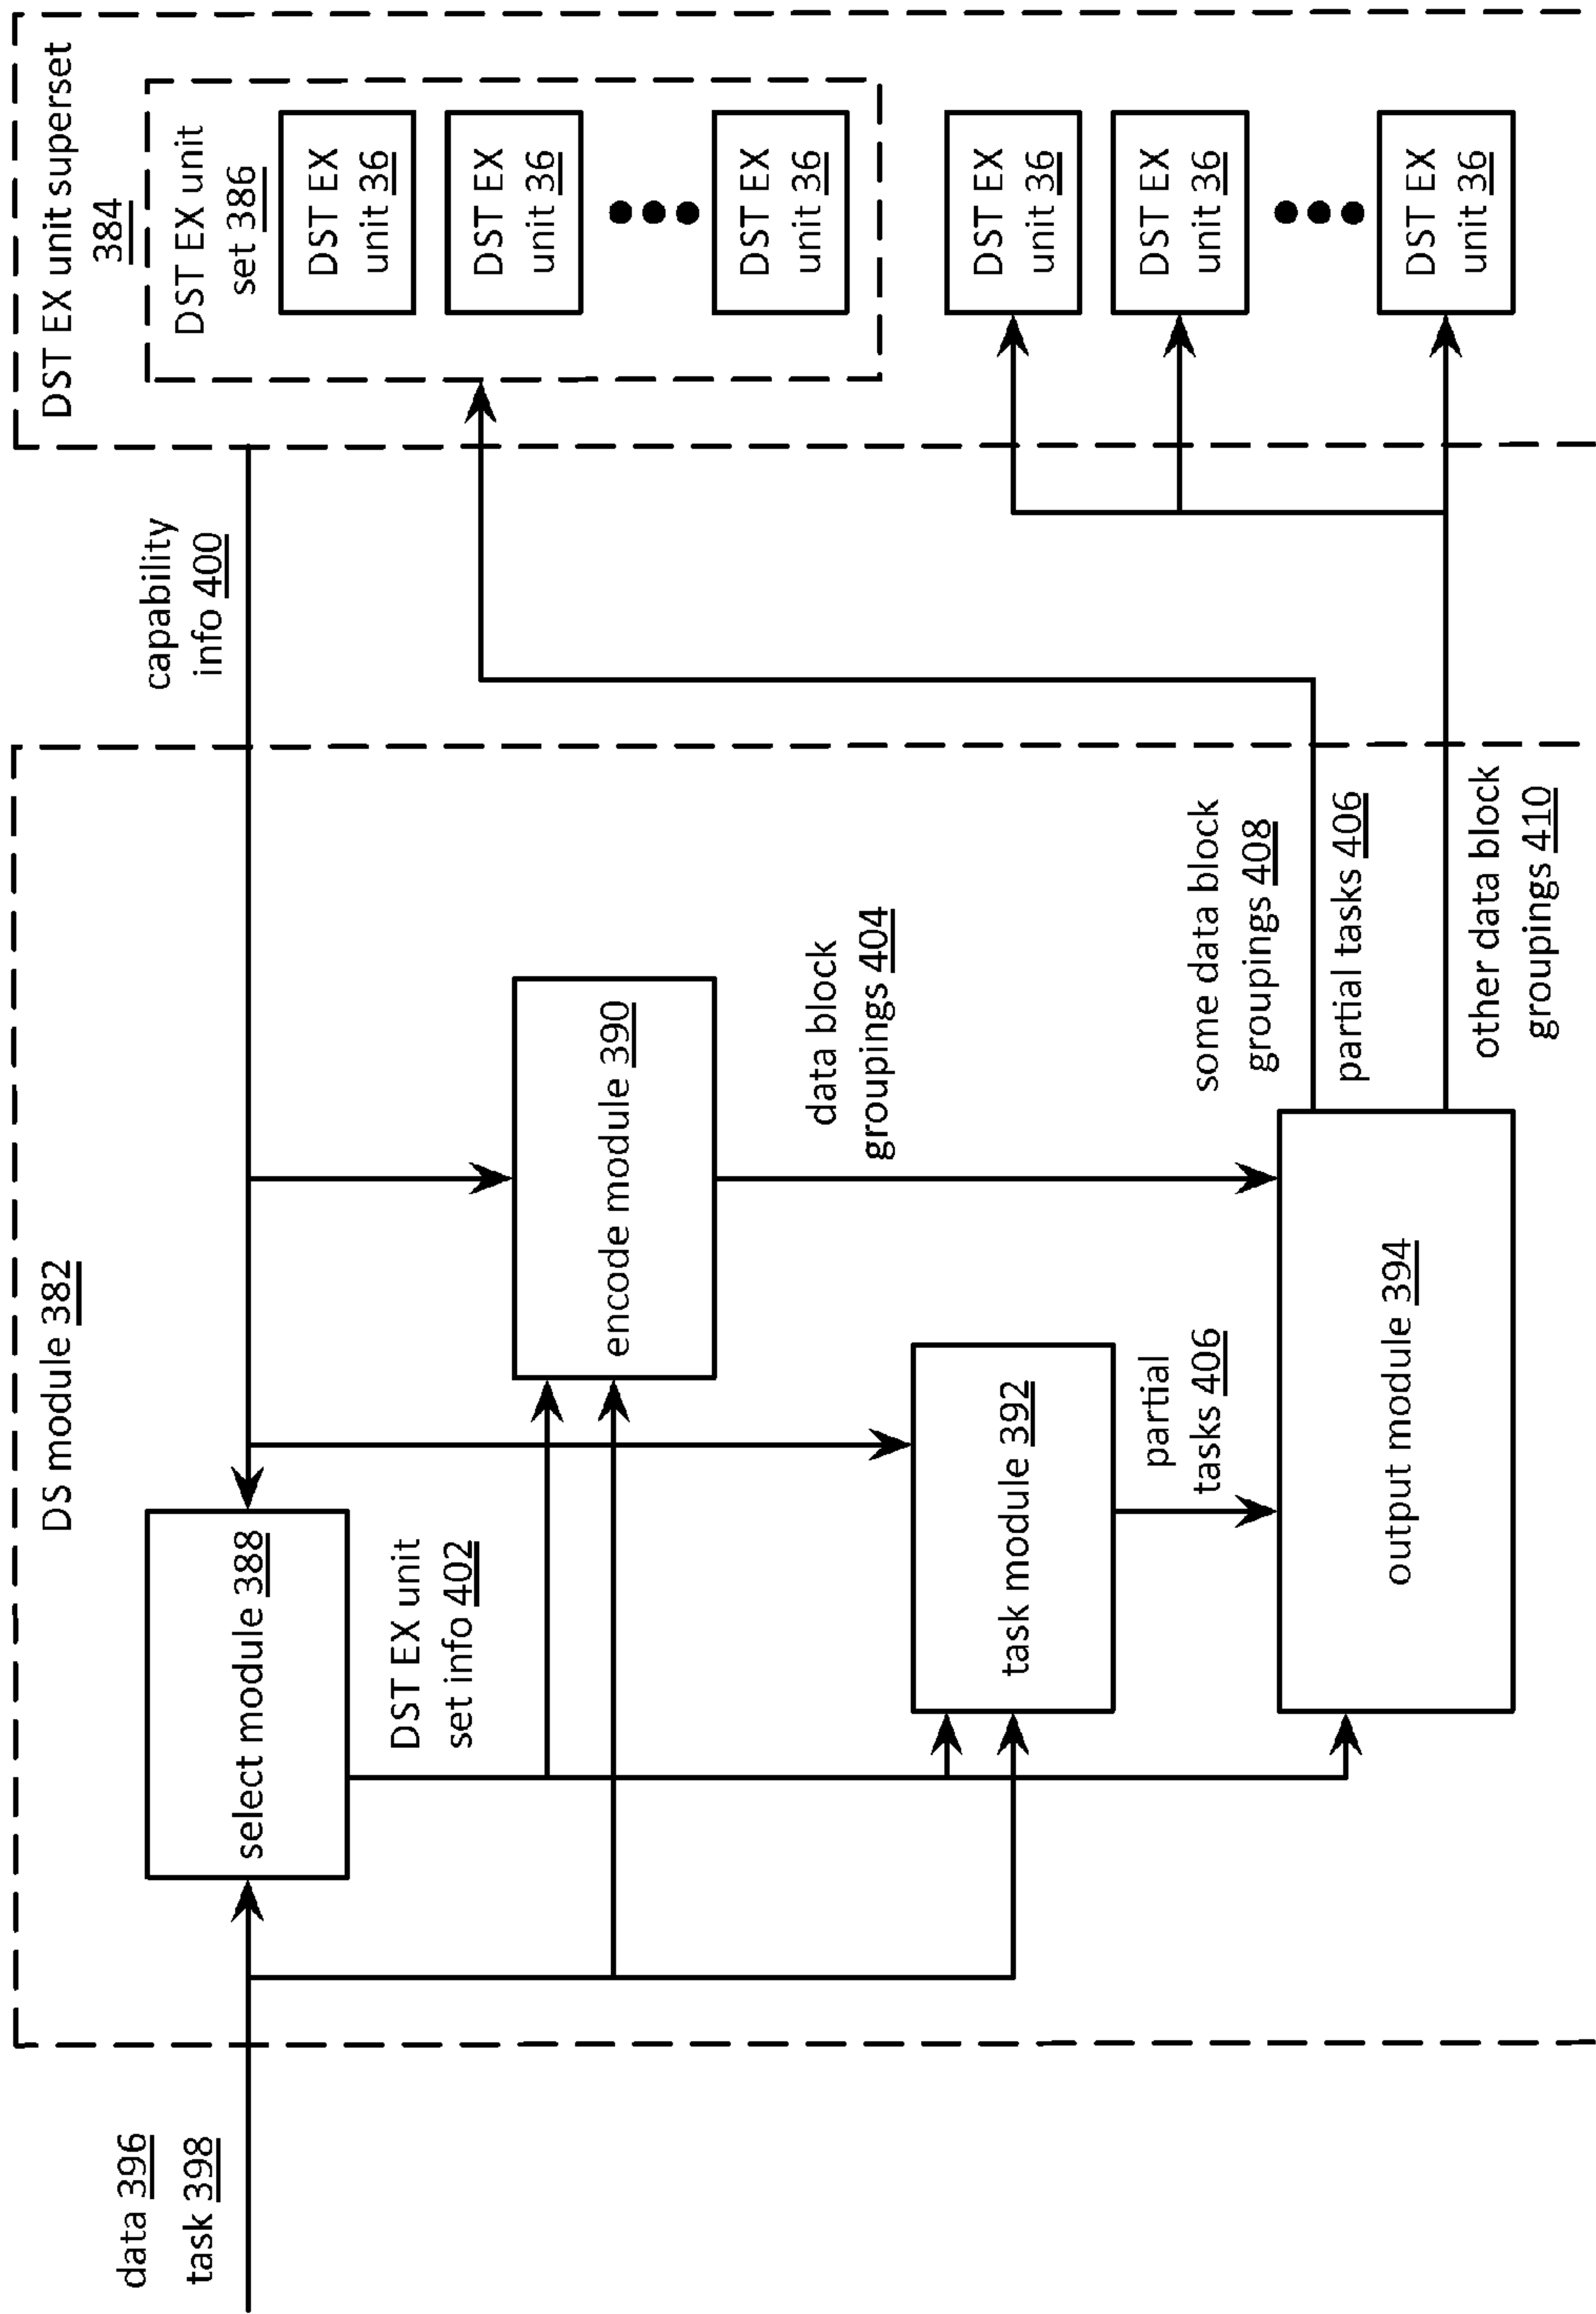 data 396
task 398
DS module 382
select module 388
DST EX unit
set info 402
encode module 390
data block
groupings 404
task module 392
partial
tasks 406
output module 394
some data block
groupings 408
partial tasks 406
other data block
groupings 410
capability
info 400
DST EX unit superset
384
DST EX unit
set 386
DST EX
unit 36
DST EX
unit 36
DST EX
unit 36
DST EX
unit 36
DST EX
unit 36
DST EX
unit 36